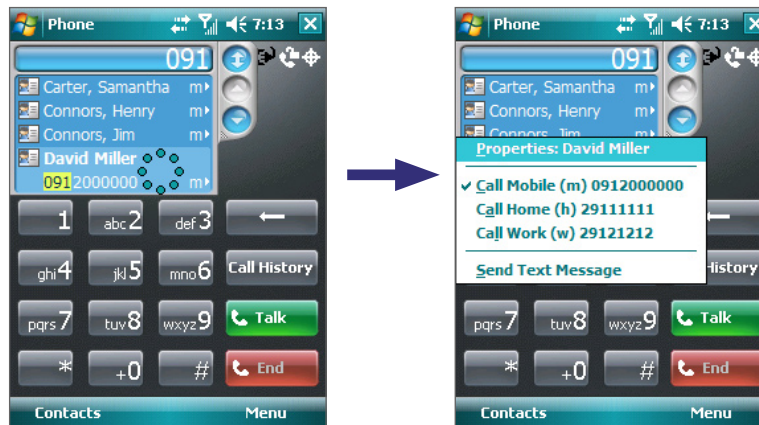 Phone 7:13
091
Carter, Samantha m
Connors, Henry m
Connors, Jim m
David Miller
0912000000 m
1 abc 2 def 3
ghi 4 jkl 5 mno 6 Call History
pqrs 7 tuv 8 wxyz 9 Talk
* +0 # End
Contacts Menu
Phone 7:13
091
Carter, Samantha m
Connors, Henry m
Connors, Jim m
Properties: David Miller
Call Mobile (m) 0912000000
Call Home (h) 29111111
Call Work (w) 29121212
Send Text Message
istory
pqrs 7 tuv 8 wxyz 9 Talk
* +0 # End
Contacts Menu